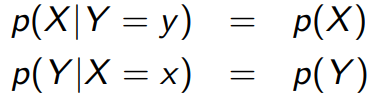 p(X|Y = y) = p(X)
p(Y|X = x) = p(Y)